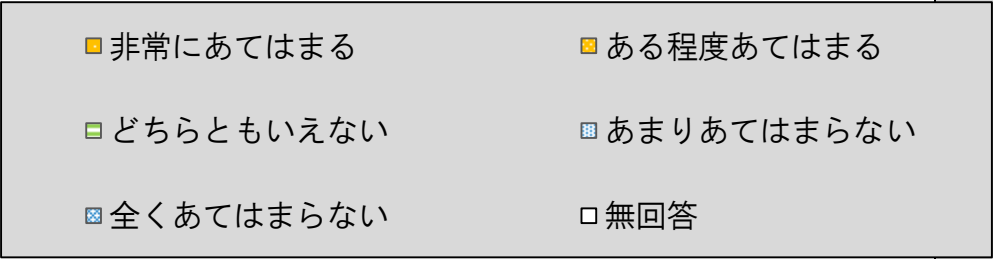 非常にあてはまる
ある程度あてはまる
どちらともいえない
あまりあてはまらない
全くあてはまらない
無回答